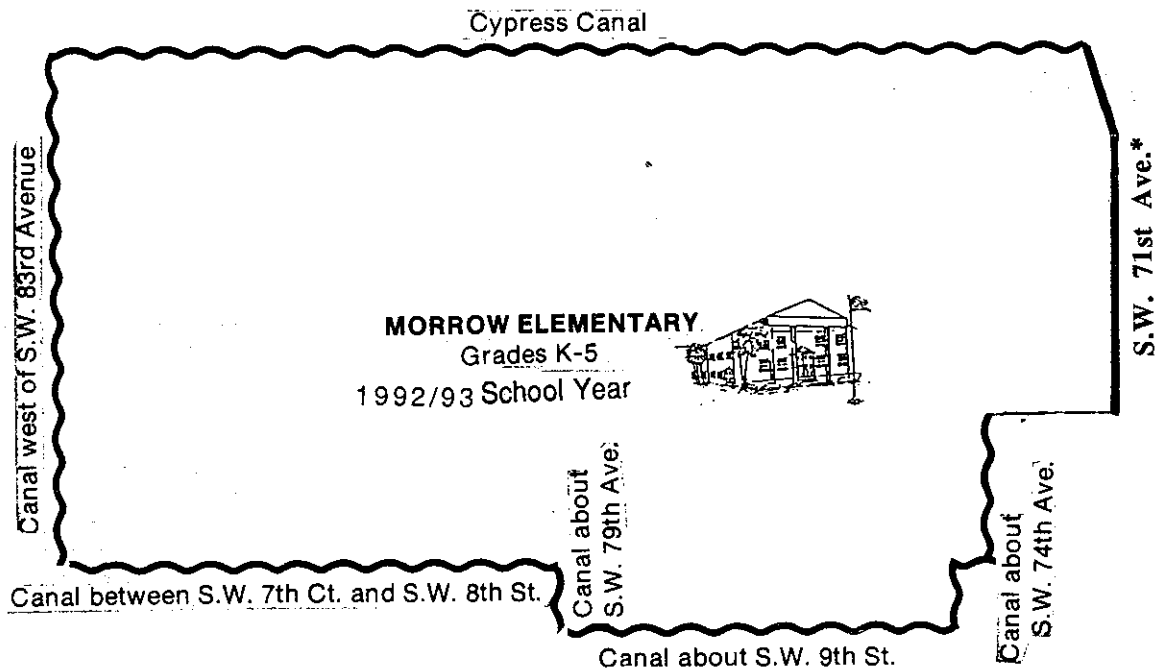 Cypress Canal
Canal west of S.W. 83rd Avenue
S.W. 71st Ave.*
MORROW ELEMENTARY
Grades K-5
1992/93 School Year
Canal about
S.W. 79th Ave.
Canal about
S.W. 74th Ave.
Canal between S.W. 7th Ct. and S.W. 8th St.
Canal about S.W. 9th St.